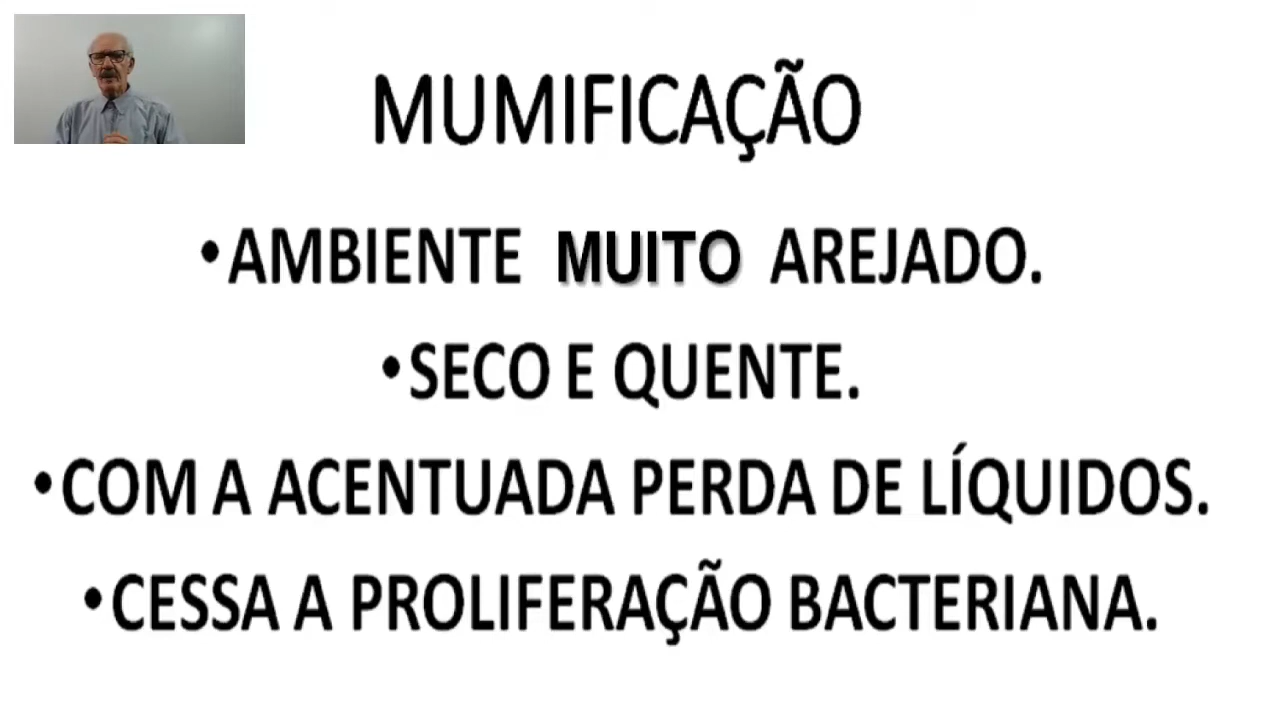 MUMIFICAÇÃO
•AMBIENTE MUITO AREJADO.
•SECO E QUENTE.
•COM A ACENTUADA PERDA DE LÍQUIDOS.
•CESSA A PROLIFERAÇÃO BACTERIANA.